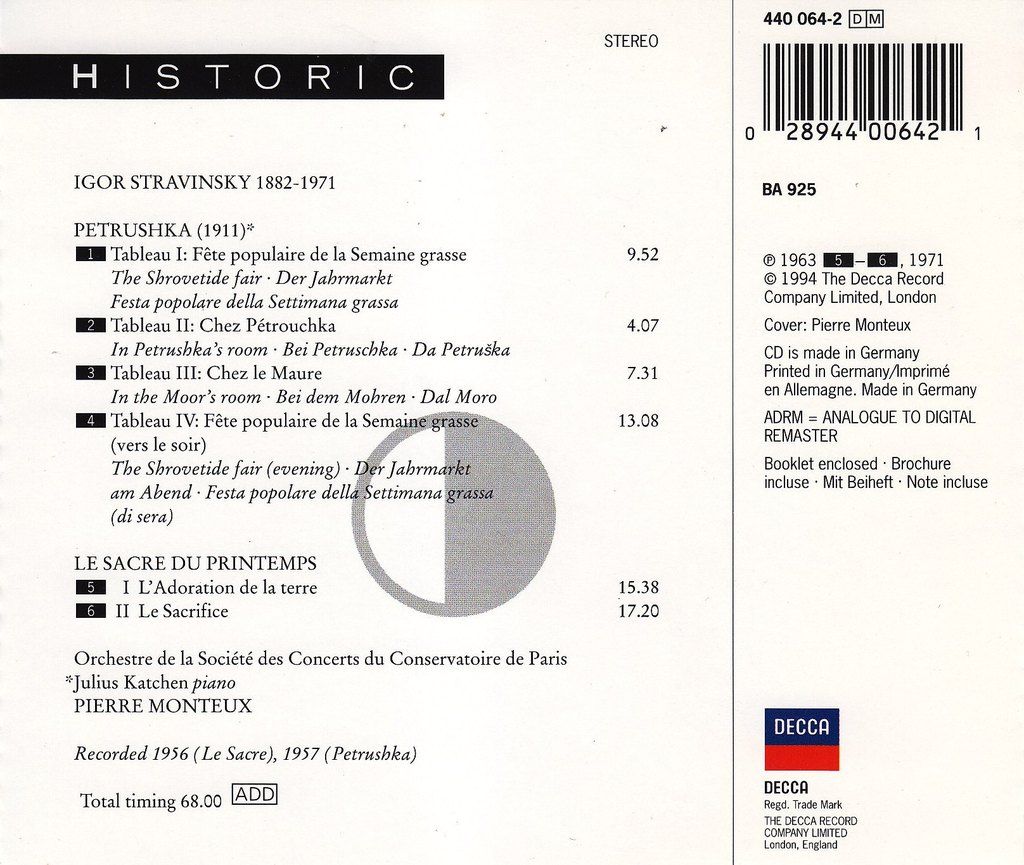 STEREO
HISTORIC
IGOR STRAVINSKY 1882-1971
PETRUSHKA (1911)*
1 Tableau I: Fête populaire de la Semaine grasse 9.52
The Shrovetide fair · Der Jahrmarkt
Festa popolare della Settimana grassa
2 Tableau II: Chez Pétrouchka 4.07
In Petrushka's room · Bei Petruschka · Da Petruška
3 Tableau III: Chez le Maure 7.31
In the Moor's room · Bei dem Mohren · Dal Moro
4 Tableau IV: Fête populaire de la Semaine grasse 13.08
(vers le soir)
The Shrovetide fair (evening) · Der Jahrmarkt
am Abend · Festa popolare della Settimana grassa
(di sera)
LE SACRE DU PRINTEMPS
5 I L'Adoration de la terre 15.38
6 II Le Sacrifice 17.20
Orchestre de la Société des Concerts du Conservatoire de Paris
*Julius Katchen piano
PIERRE MONTEUX
Recorded 1956 (Le Sacre), 1957 (Petrushka)
Total timing 68.00 ADD
440 064-2 DM
0 28944 00642 1
BA 925
℗ 1963 5–6, 1971
© 1994 The Decca Record
Company Limited, London
Cover: Pierre Monteux
CD is made in Germany
Printed in Germany/Imprimé
en Allemagne. Made in Germany
ADRM = ANALOGUE TO DIGITAL
REMASTER
Booklet enclosed · Brochure
incluse · Mit Beiheft · Note incluse
DECCA
DECCA
Regd. Trade Mark
THE DECCA RECORD
COMPANY LIMITED
London, England